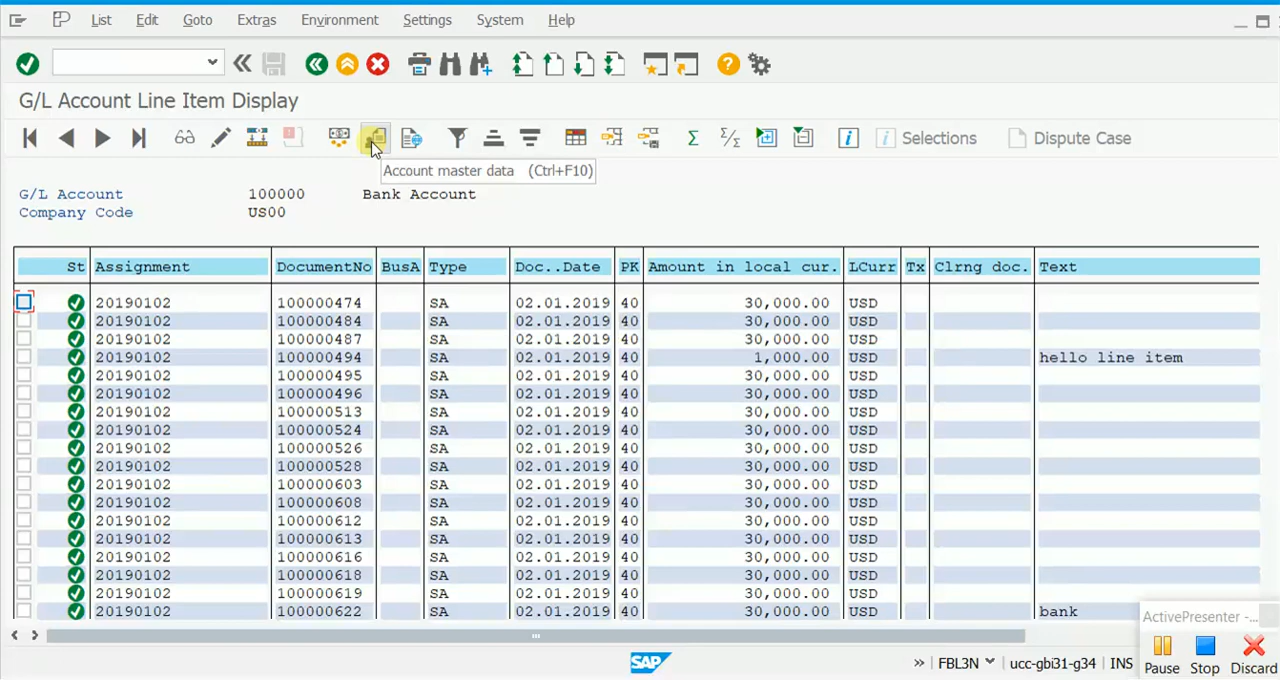 List Edit Goto Extras Environment Settings System Help
G/L Account Line Item Display
Selections Dispute Case
Account master data (Ctrl+F10)
G/L Account 100000 Bank Account
Company Code US00
St Assignment DocumentNo BusA Type Doc..Date PK Amount in local cur. LCurr Tx Clrng doc. Text
20190102 100000474 SA 02.01.2019 40 30,000.00 USD
20190102 100000484 SA 02.01.2019 40 30,000.00 USD
20190102 100000487 SA 02.01.2019 40 30,000.00 USD
20190102 100000494 SA 02.01.2019 40 1,000.00 USD hello line item
20190102 100000495 SA 02.01.2019 40 30,000.00 USD
20190102 100000496 SA 02.01.2019 40 30,000.00 USD
20190102 100000513 SA 02.01.2019 40 30,000.00 USD
20190102 100000524 SA 02.01.2019 40 30,000.00 USD
20190102 100000526 SA 02.01.2019 40 30,000.00 USD
20190102 100000528 SA 02.01.2019 40 30,000.00 USD
20190102 100000603 SA 02.01.2019 40 30,000.00 USD
20190102 100000608 SA 02.01.2019 40 30,000.00 USD
20190102 100000612 SA 02.01.2019 40 30,000.00 USD
20190102 100000613 SA 02.01.2019 40 30,000.00 USD
20190102 100000616 SA 02.01.2019 40 30,000.00 USD
20190102 100000618 SA 02.01.2019 40 30,000.00 USD
20190102 100000619 SA 02.01.2019 40 30,000.00 USD
20190102 100000622 SA 02.01.2019 40 30,000.00 USD bank
ActivePresenter -...
Pause Stop Discard
SAP FBL3N ucc-gbi31-g34 INS